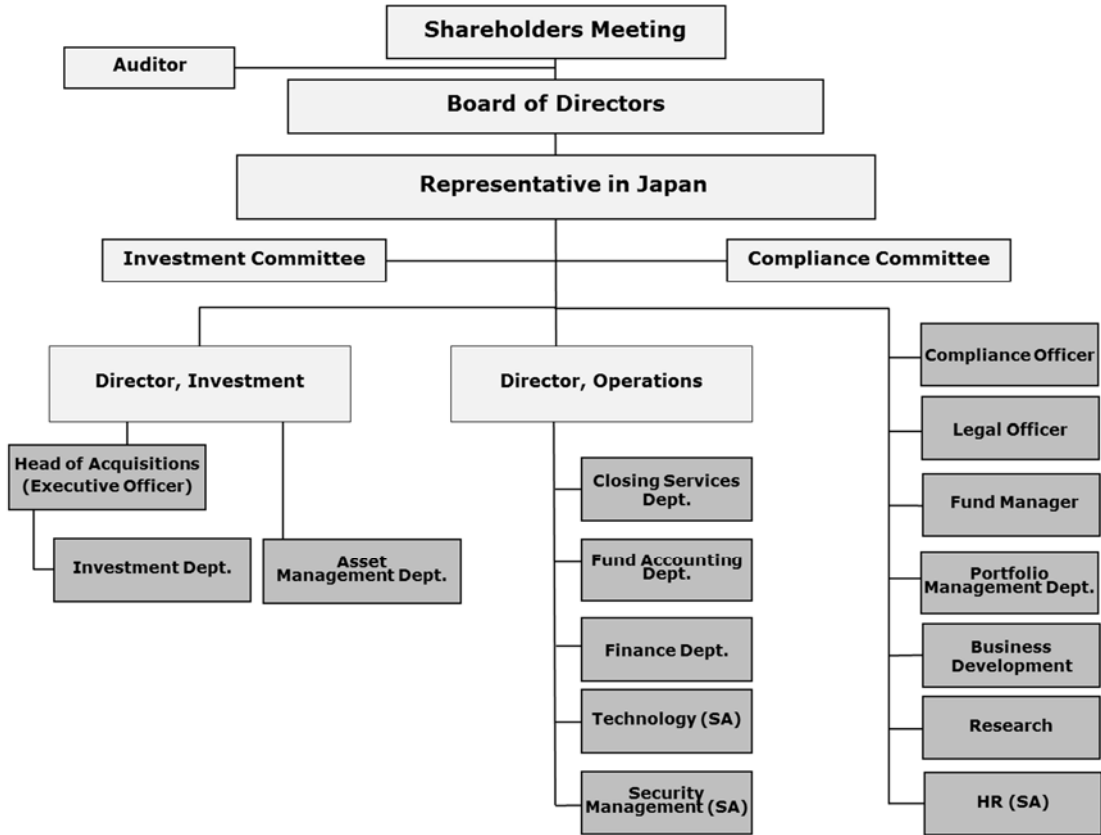 Shareholders Meeting
Auditor
Board of Directors
Representative in Japan
Investment Committee
Compliance Committee
Director, Investment
Director, Operations
Compliance Officer
Legal Officer
Head of Acquisitions
(Executive Officer)
Closing Services
Dept.
Fund Manager
Investment Dept.
Asset
Management Dept.
Fund Accounting
Dept.
Portfolio
Management Dept.
Finance Dept.
Business
Development
Technology (SA)
Research
Security
Management (SA)
HR (SA)